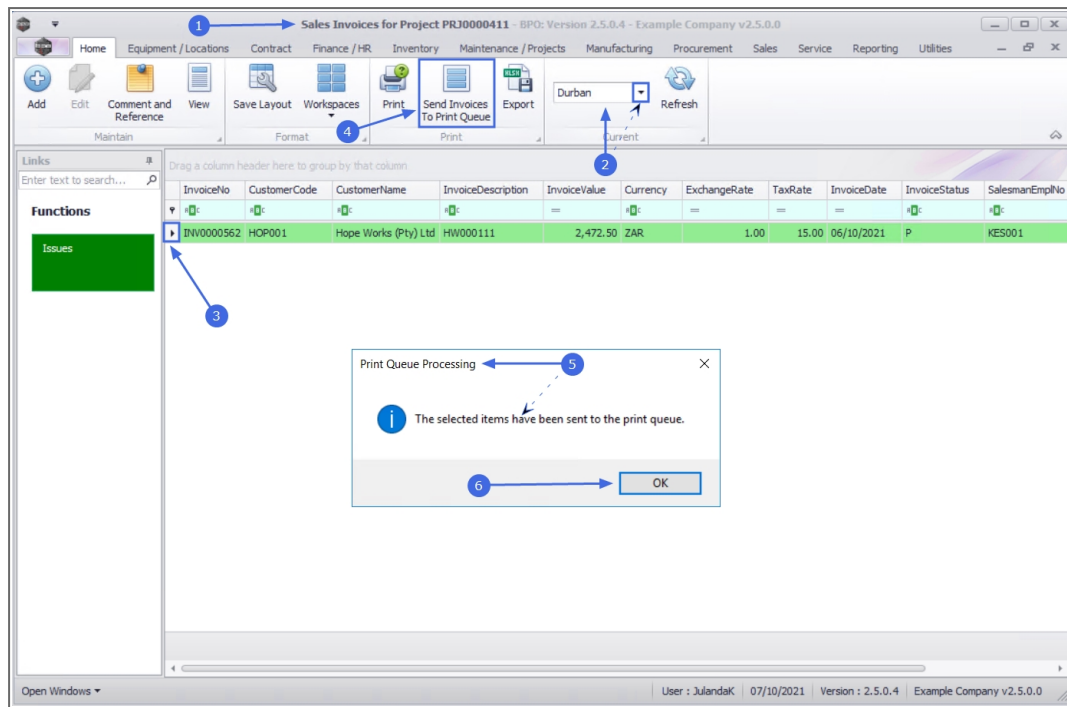 1
Sales Invoices for Project PRJ0000411 - BPO: Version 2.5.0.4 - Example Company v2.5.0.0
Home Equipment / Locations Contract Finance / HR Inventory Maintenance / Projects Manufacturing Procurement Sales Service Reporting Utilities
Add Edit Comment and Reference View Save Layout Workspaces Print Send Invoices To Print Queue Export Durban Refresh
4
2
Maintain Format Print Current
Links
Drag a column header here to group by that column
Enter text to search...
InvoiceNo CustomerCode CustomerName InvoiceDescription InvoiceValue Currency ExchangeRate TaxRate InvoiceDate InvoiceStatus SalesmanEmplNo
Functions
INV0000562 HOP001 Hope Works (Pty) Ltd HW000111 2,472.50 ZAR 1.00 15.00 06/10/2021 P KES001
Issues
3
Print Queue Processing
5
The selected items have been sent to the print queue.
6
OK
Open Windows
User : JulandaK 07/10/2021 Version : 2.5.0.4 Example Company v2.5.0.0